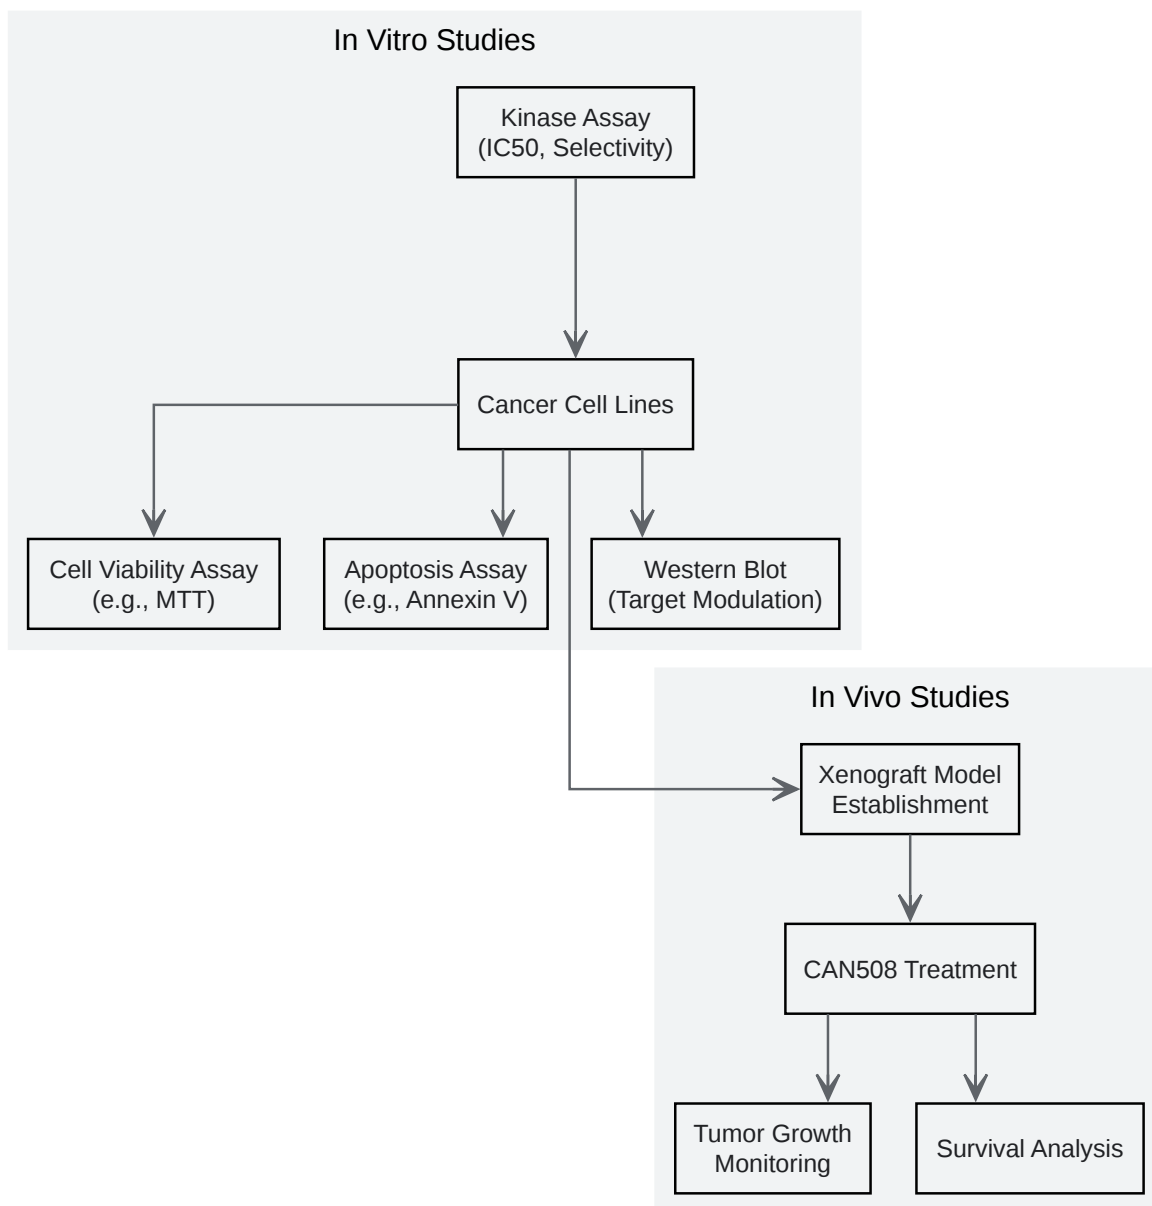 In Vitro Studies
Kinase Assay
(IC50, Selectivity)
Cancer Cell Lines
Cell Viability Assay
(e.g., MTT)
Apoptosis Assay
(e.g., Annexin V)
Western Blot
(Target Modulation)
In Vivo Studies
Xenograft Model
Establishment
CAN508 Treatment
Tumor Growth
Monitoring
Survival Analysis